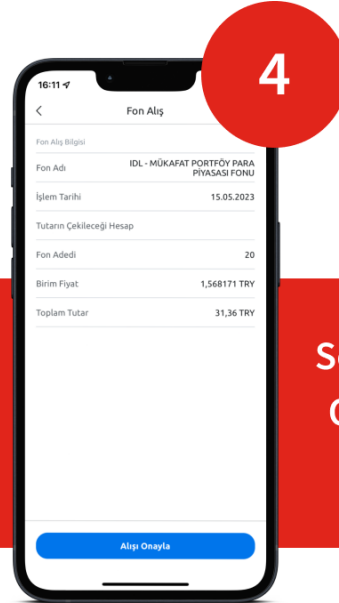 4
16:11
Fon Alış
Fon Alış Bilgisi
Fon Adı
IDL - MÜKAFAT PORTFÖY PARA
PİYASASI FONU
İşlem Tarihi
15.05.2023
Tutarın Çekileceği Hesap
Fon Adedi
20
Birim Fiyat
1,568171 TRY
Toplam Tutar
31,36 TRY
Alışı Onayla